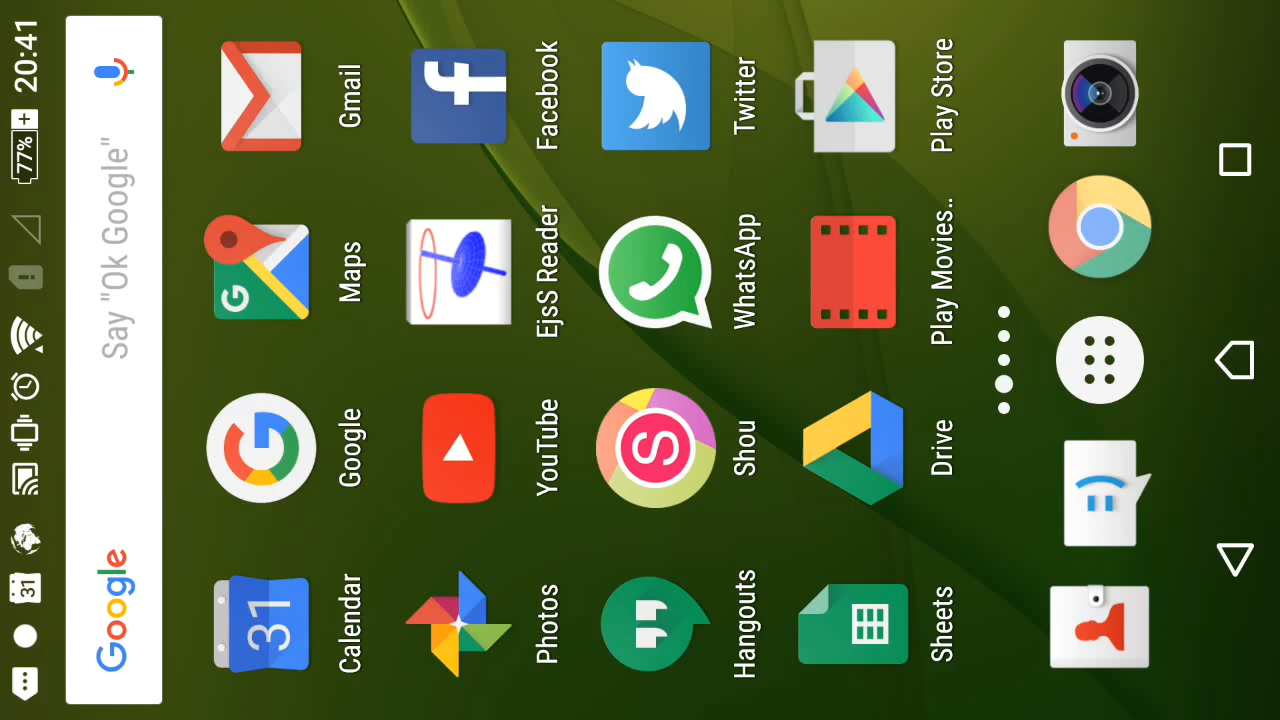 31
77%
20:41
Google
Say "Ok Google"
31
Calendar
Google
Maps
Gmail
Photos
YouTube
EjsS Reader
Facebook
Hangouts
Shou
WhatsApp
Twitter
Sheets
Drive
Play Movies..
Play Store